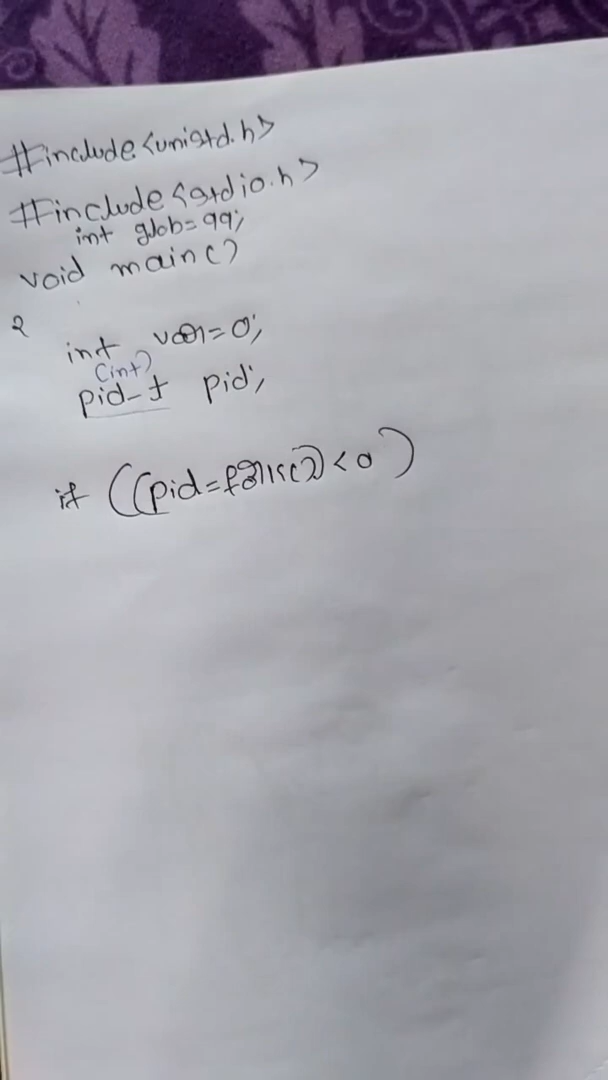 #include<unistd.h>
#include<stdio.h>
int glob=99;
void main()
{
int var=0;
(int)
pid_t pid;
if ((pid=fork())<0)